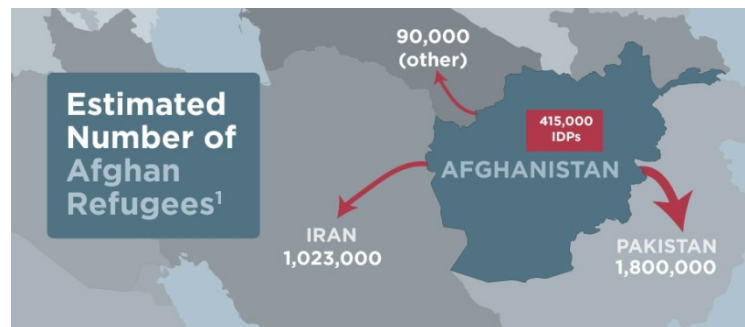 90,000
(other)
Estimated
Number of
Afghan
Refugees¹
415,000
IDPs
AFGHANISTAN
IRAN
1,023,000
PAKISTAN
1,800,000